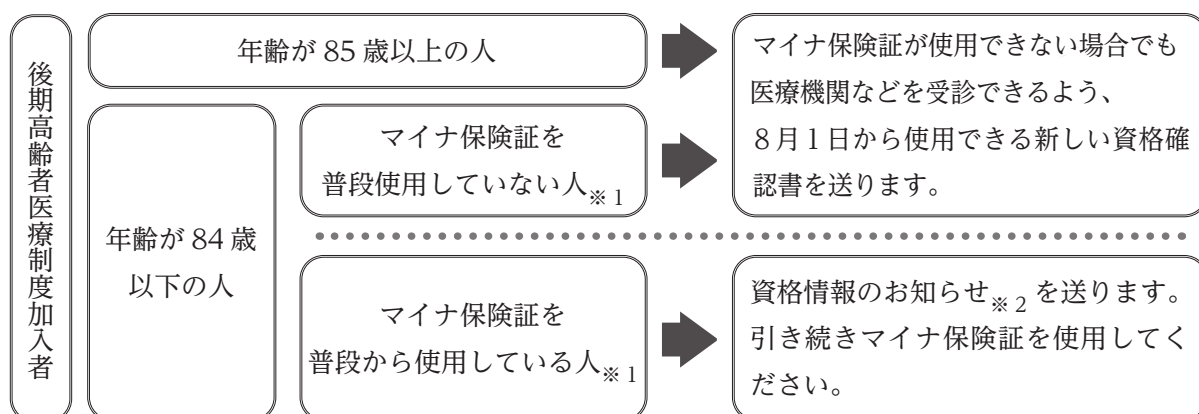 後期高齢者医療制度加入者
年齢が 85 歳以上の人
マイナ保険証が使用できない場合でも
医療機関などを受診できるよう、
８月１日から使用できる新しい資格確
認書を送ります。
年齢が 84 歳
以下の人
マイナ保険証を
普段使用していない人※ 1
マイナ保険証を
普段から使用している人※ 1
資格情報のお知らせ※ 2 を送ります。
引き続きマイナ保険証を使用してく
ださい。